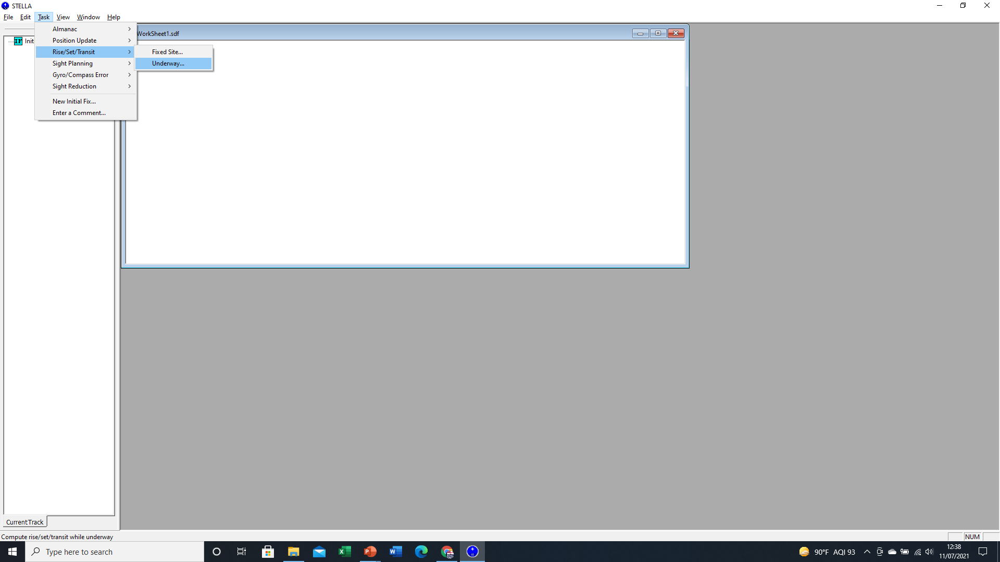 STELLA
File Edit Task View Window Help
Almanac
Position Update
Rise/Set/Transit
Sight Planning
Gyro/Compass Error
Sight Reduction
New Initial Fix...
Enter a Comment...
Fixed Site...
Underway...
IF Init
WorkSheet1.sdf
CurrentTrack
Compute rise/set/transit while underway
NUM
Type here to search
90°F AQI 93
12:38
11/07/2021